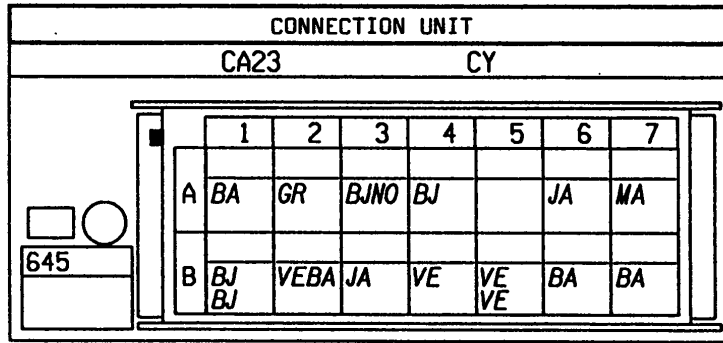 CONNECTION UNIT
CA23 CY
1 2 3 4 5 6 7
A BA GR BJNO BJ JA MA
645
B BJ VEBA JA VE VE BA BA
BJ VE